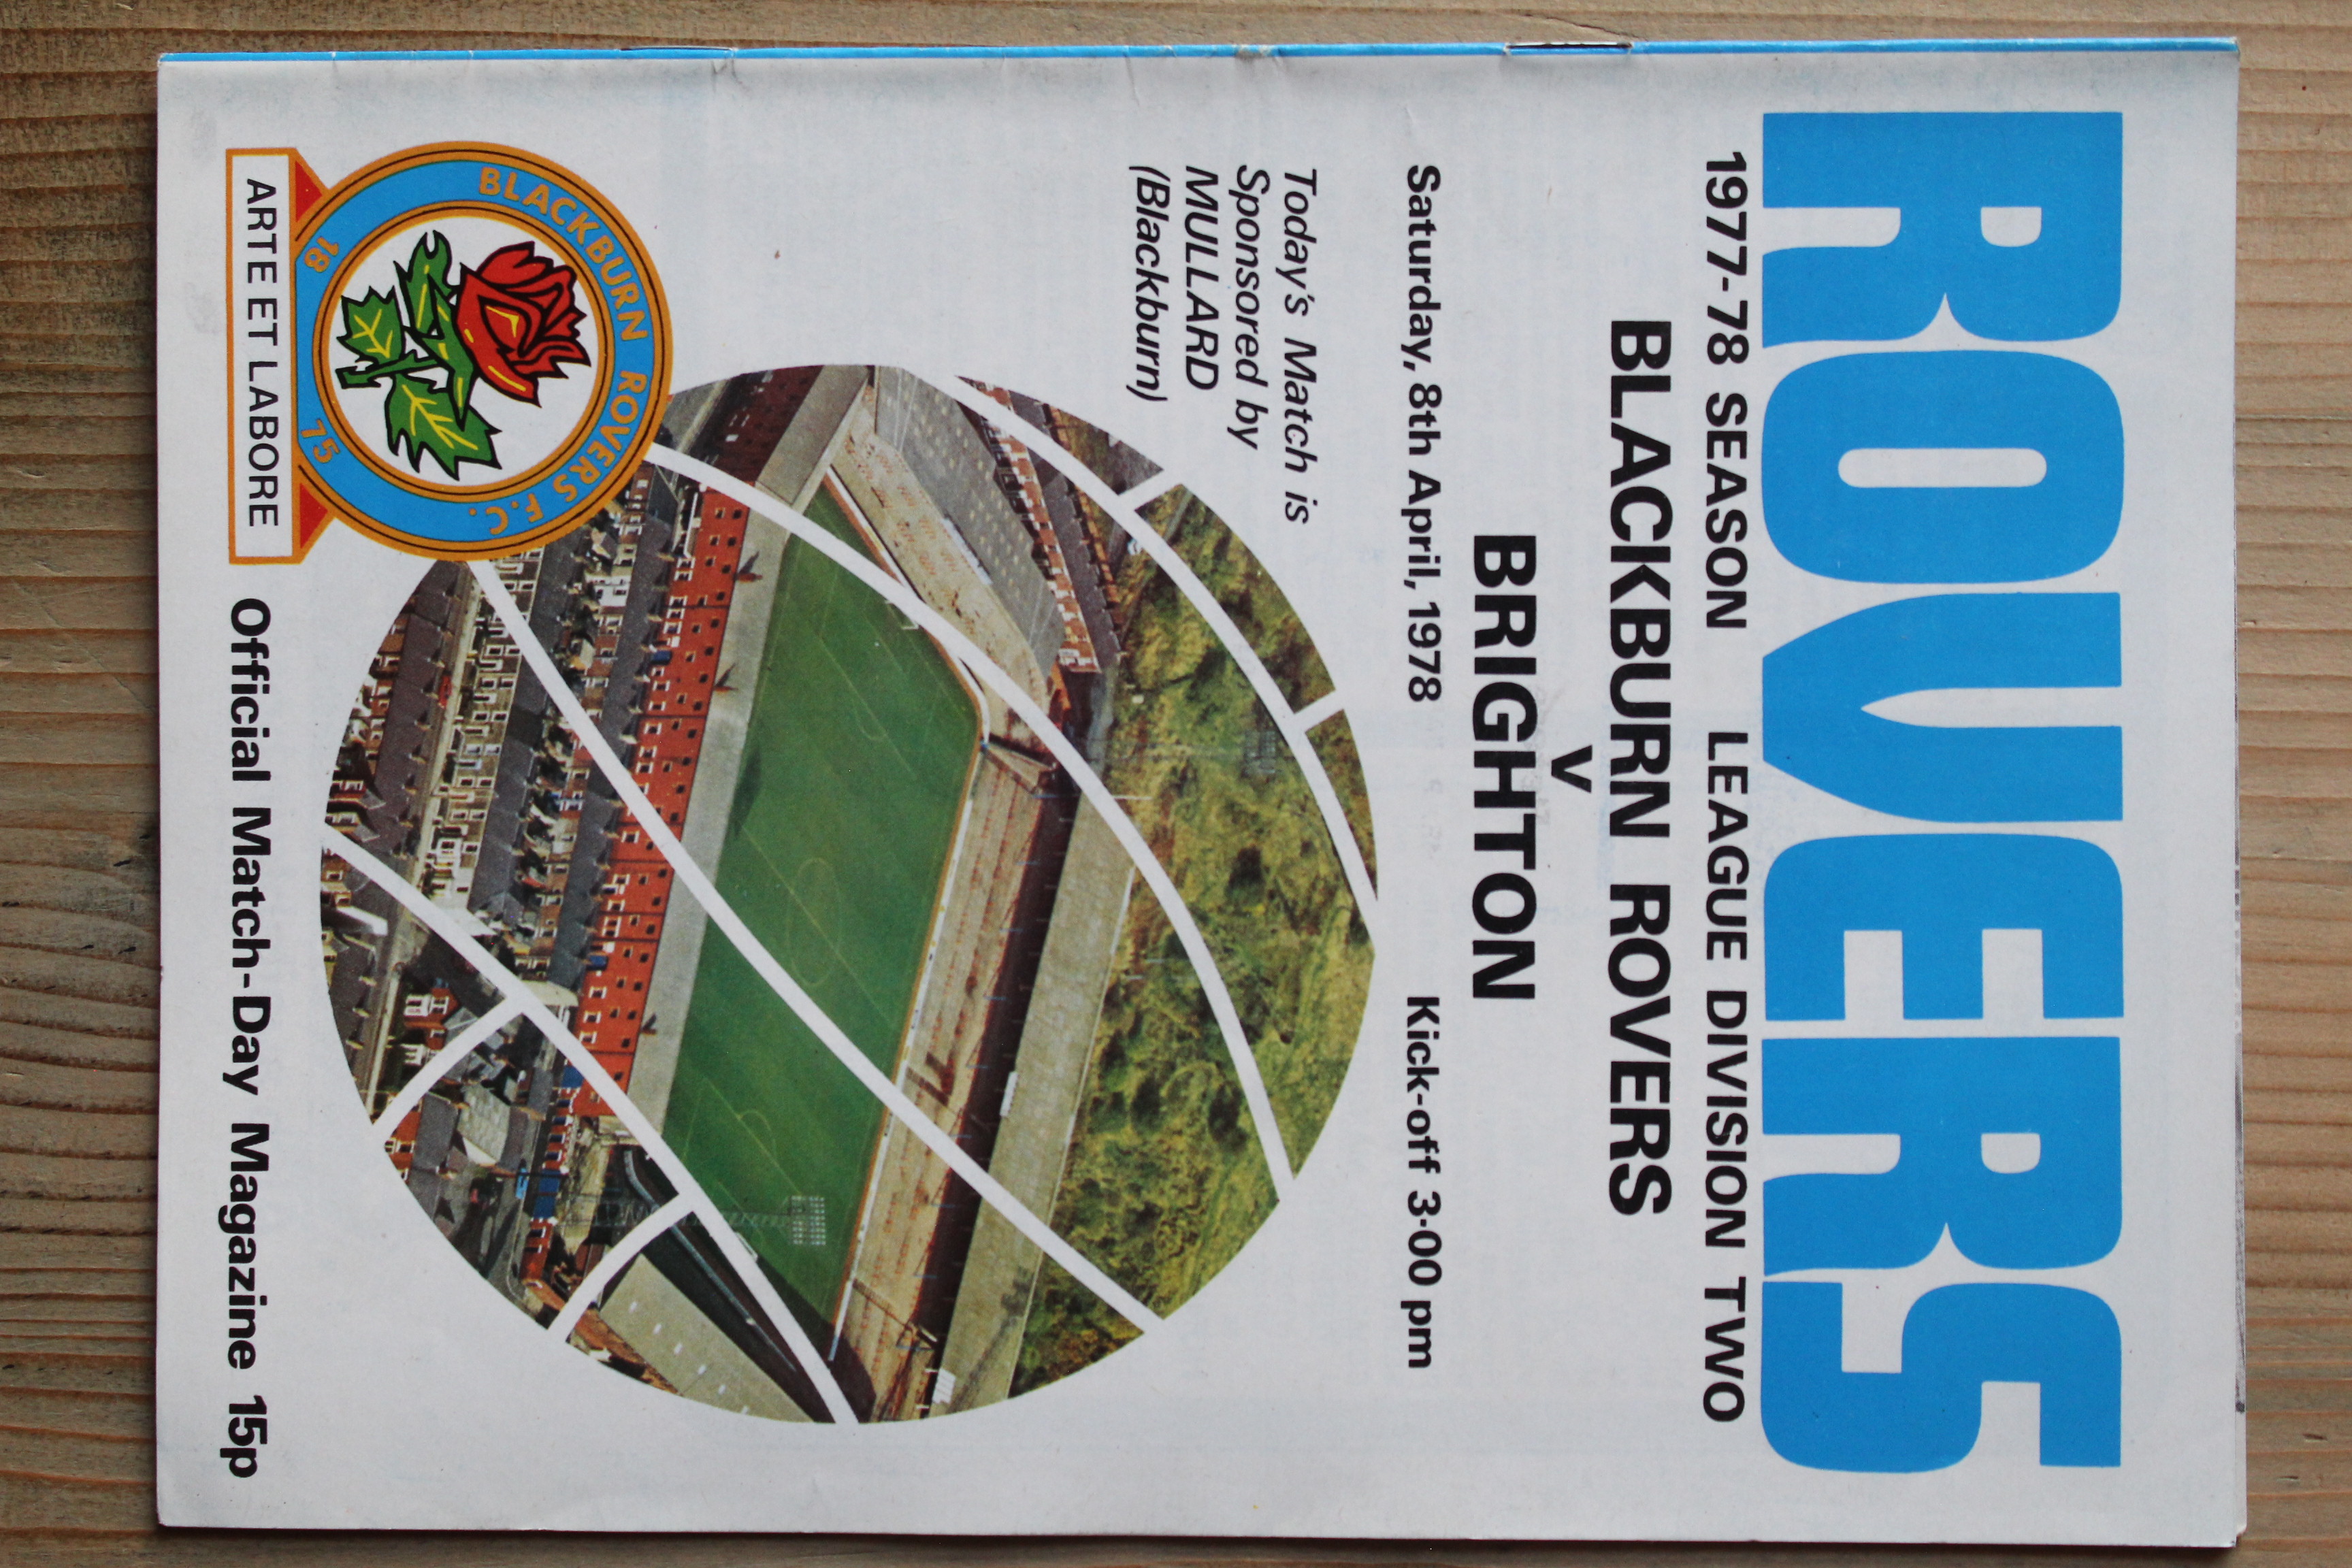 ROVERS
1977-78 SEASON LEAGUE DIVISION TWO
BLACKBURN ROVERS
V
BRIGHTON
Saturday, 8th April, 1978 Kick-off 3·00 pm
Today's Match is
Sponsored by
MULLARD
(Blackburn)
BLACKBURN ROVERS F.C.
18 75
ARTE ET LABORE
Official Match-Day Magazine 15p